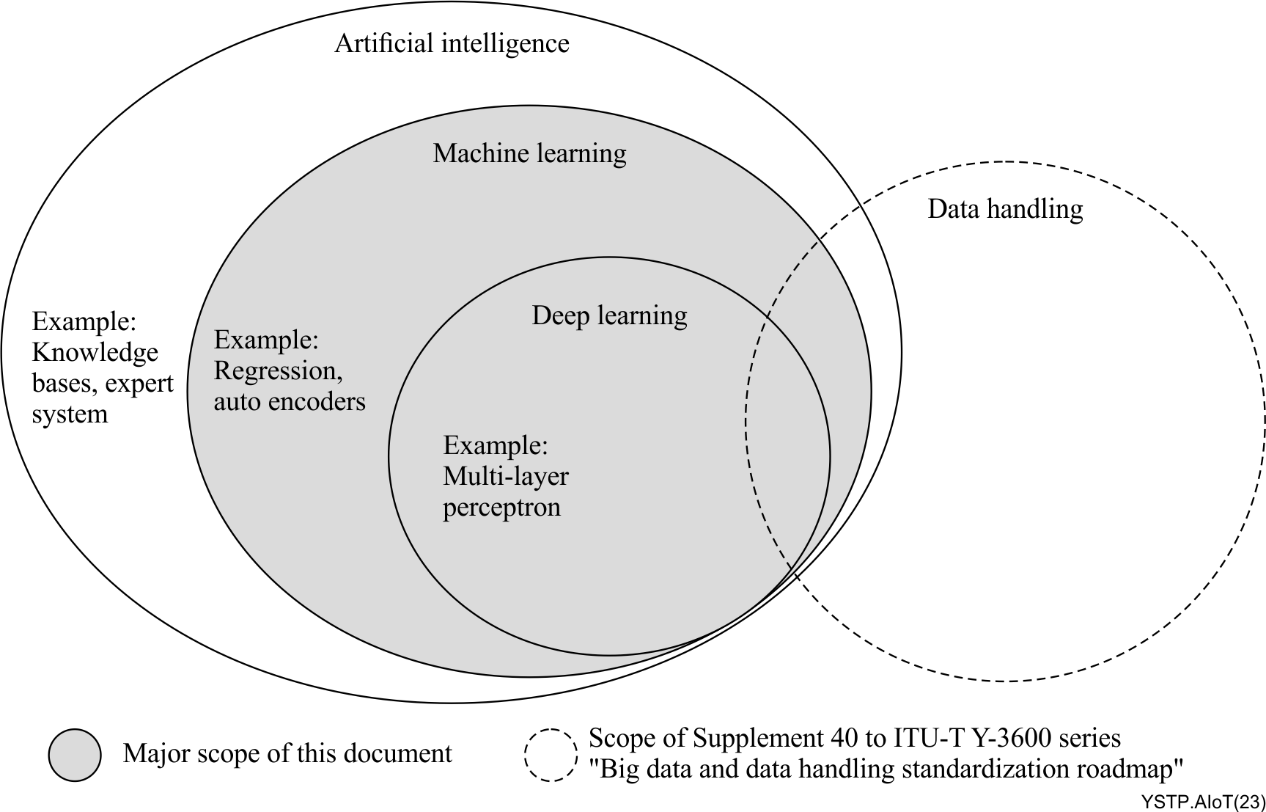 Artificial intelligence
Machine learning
Data handling
Deep learning
Example:
Knowledge
bases, expert
system
Example:
Regression,
auto encoders
Example:
Multi-layer
perceptron
Major scope of this document
Scope of Supplement 40 to ITU-T Y-3600 series
"Big data and data handling standardization roadmap"
YSTP.AIoT(23)